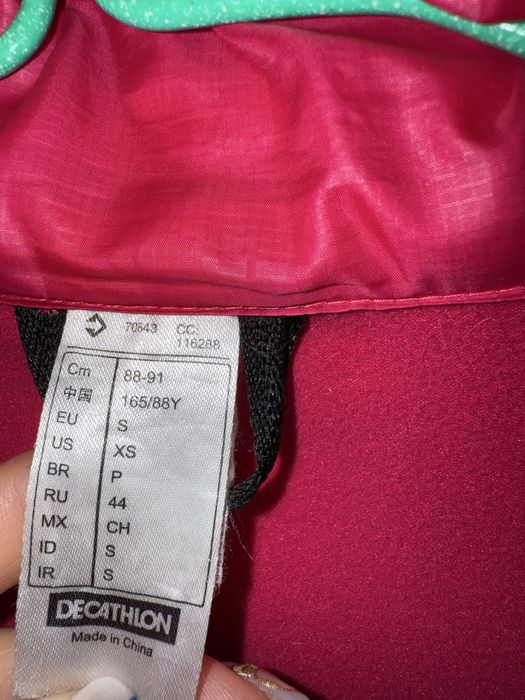 70543 CC:
116288
Cm 88-91
中国 165/88Y
EU S
US XS
BR P
RU 44
MX CH
ID S
IR S
DECATHLON
Made in China